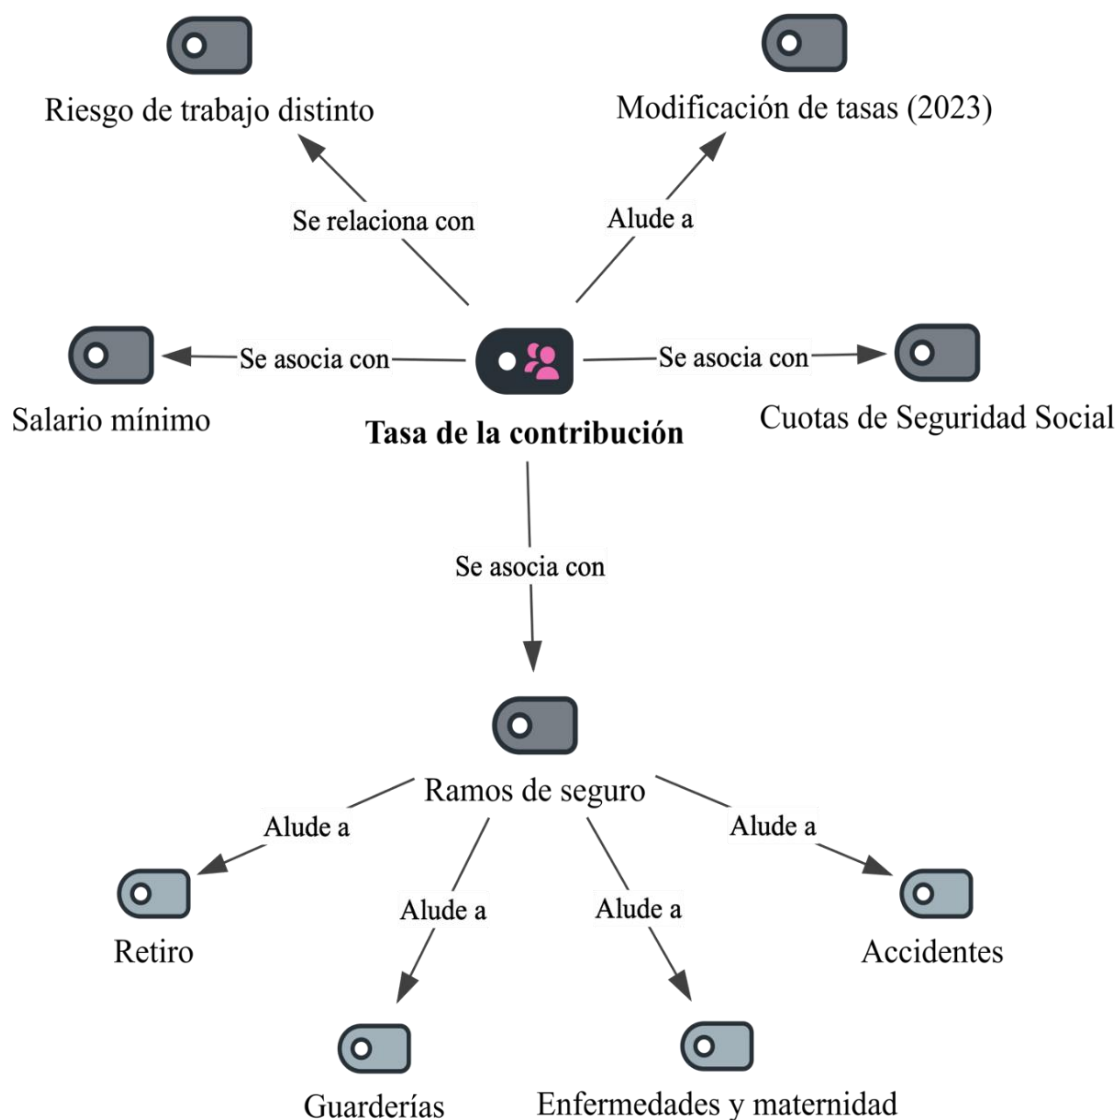 Riesgo de trabajo distinto
Modificación de tasas (2023)
Se relaciona con
Alude a
Se asocia con
Se asocia con
Salario mínimo
Tasa de la contribución
Cuotas de Seguridad Social
Se asocia con
Ramos de seguro
Alude a
Alude a
Alude a
Alude a
Retiro
Accidentes
Guarderías
Enfermedades y maternidad